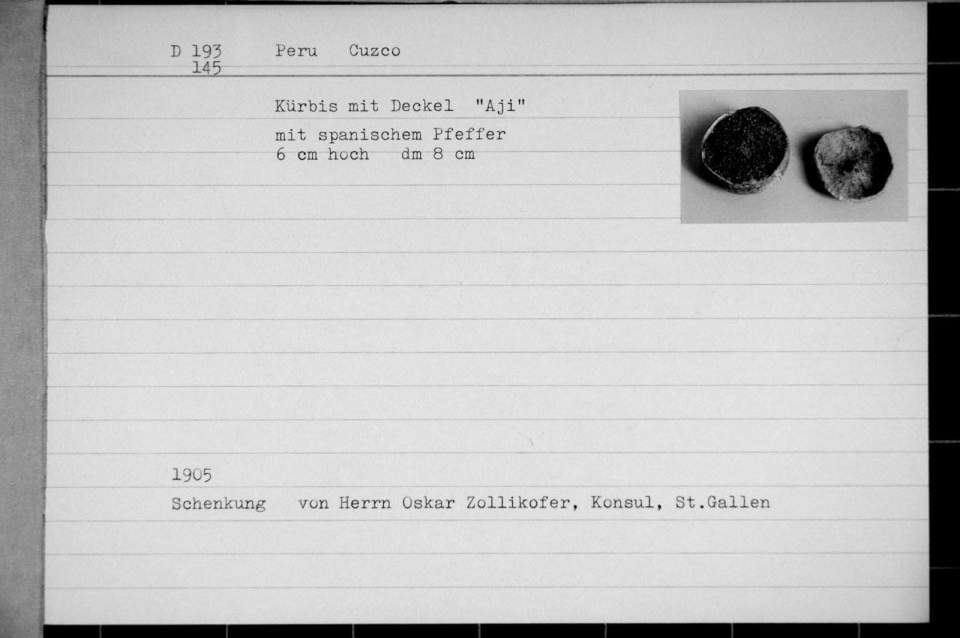 D 193 Peru Cuzco
145
Kürbis mit Deckel "Aji"
mit spanischem Pfeffer
6 cm hoch dm 8 cm
1905
Schenkung von Herrn Oskar Zollikofer, Konsul, St.Gallen